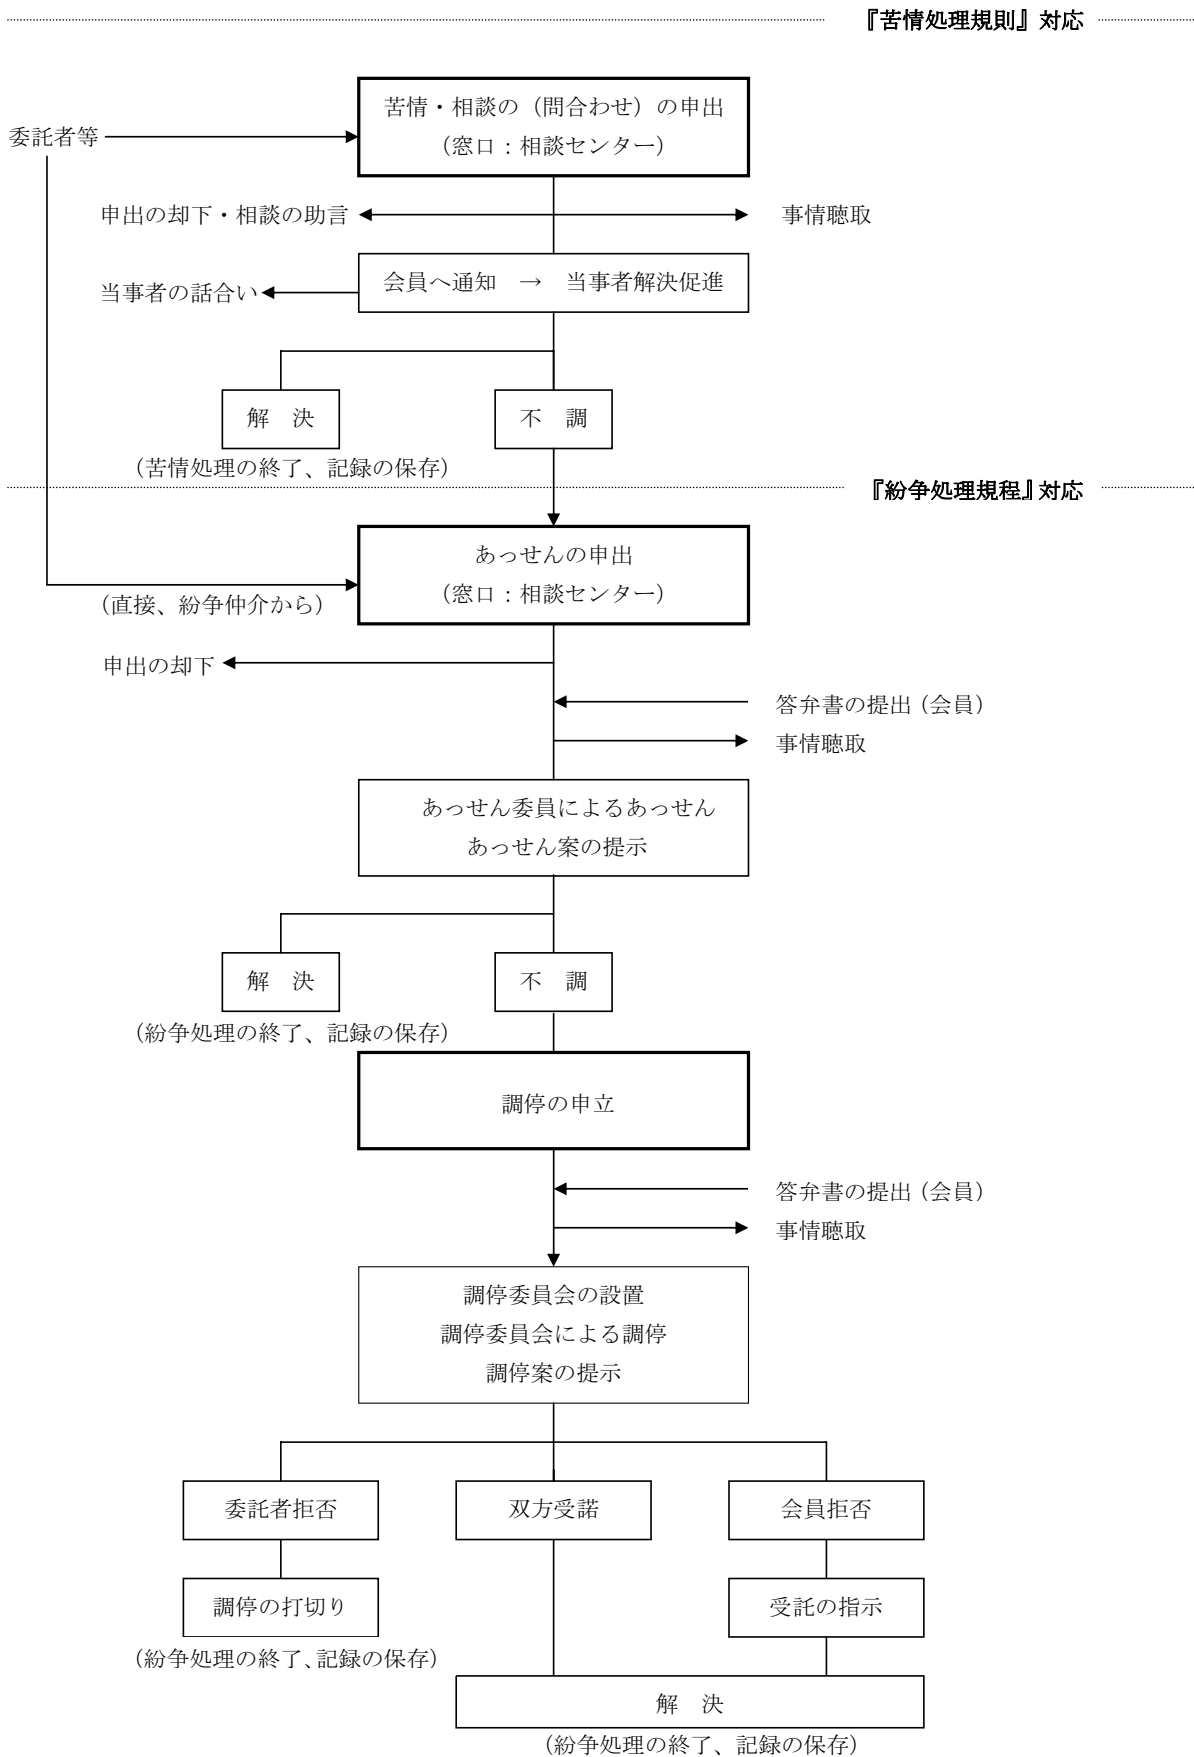 『苦情処理規則』対応
苦情・相談の（問合わせ）の申出
委託者等
（窓口：相談センター）
申出の却下・相談の助言
事情聴取
会員へ通知　→　当事者解決促進
当事者の話合い
解　決
不　調
（苦情処理の終了、記録の保存）
『紛争処理規程』対応
あっせんの申出
（窓口：相談センター）
（直接、紛争仲介から）
申出の却下
答弁書の提出（会員）
事情聴取
あっせん委員によるあっせん
あっせん案の提示
解　決
不　調
（紛争処理の終了、記録の保存）
調停の申立
答弁書の提出（会員）
事情聴取
調停委員会の設置
調停委員会による調停
調停案の提示
委託者拒否
双方受諾
会員拒否
調停の打切り
受託の指示
（紛争処理の終了、記録の保存）
解　決
（紛争処理の終了、記録の保存）